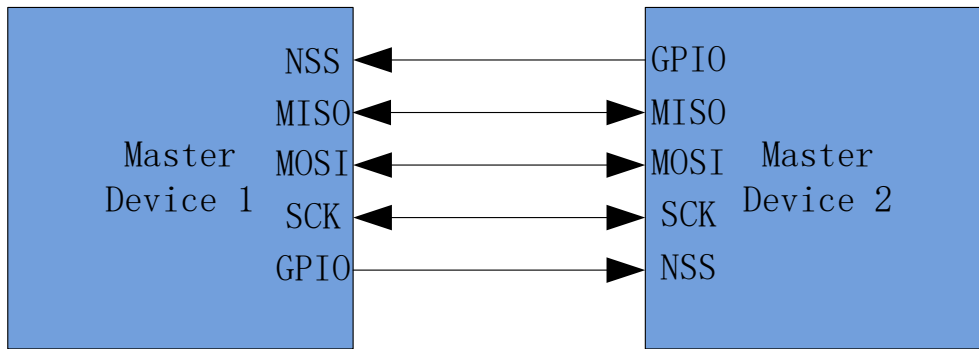 NSS
GPIO
MISO
MISO
Master
Device 1
MOSI
MOSI
Master
Device 2
SCK
SCK
GPIO
NSS